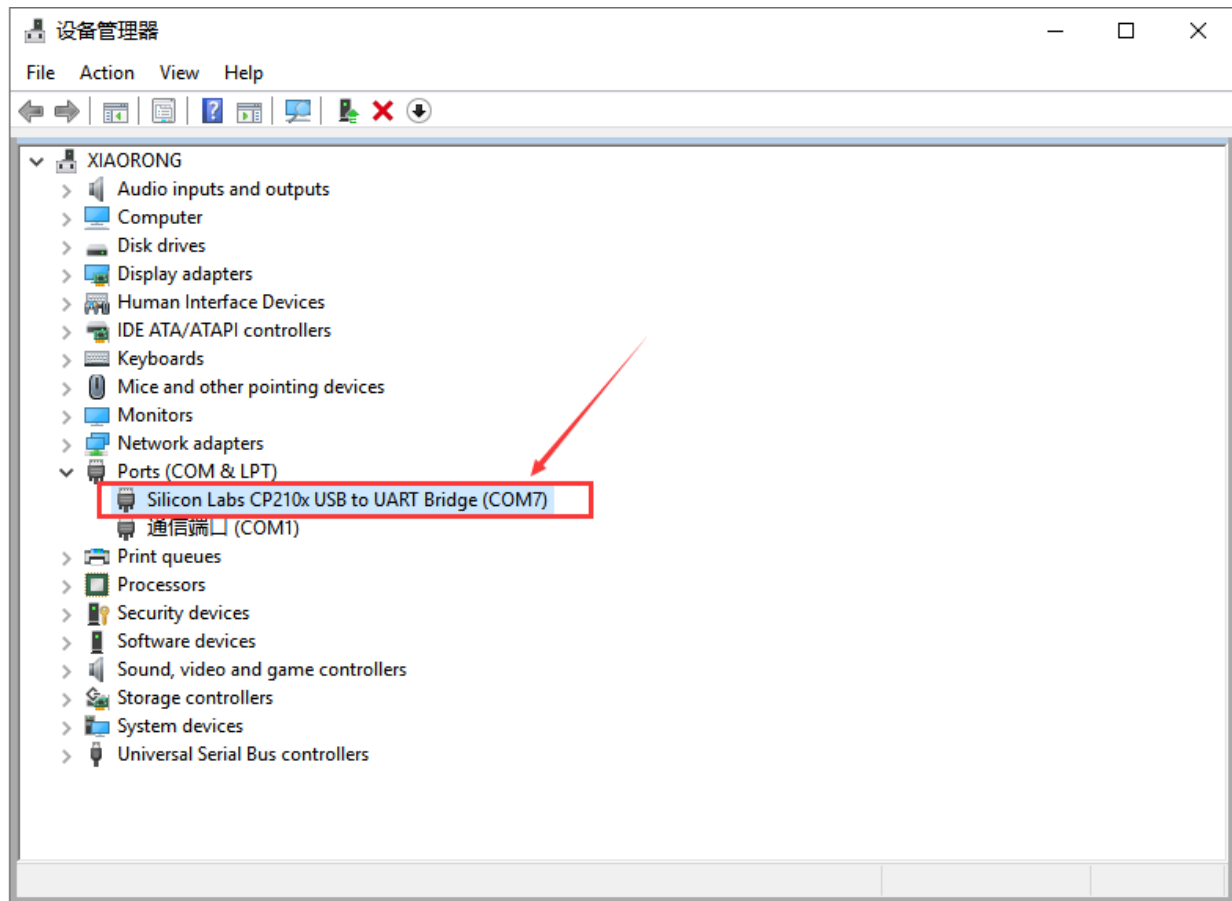 设备管理器
File Action View Help
XIAORONG
Audio inputs and outputs
Computer
Disk drives
Display adapters
Human Interface Devices
IDE ATA/ATAPI controllers
Keyboards
Mice and other pointing devices
Monitors
Network adapters
Ports (COM & LPT)
Silicon Labs CP210x USB to UART Bridge (COM7)
通信端口 (COM1)
Print queues
Processors
Security devices
Software devices
Sound, video and game controllers
Storage controllers
System devices
Universal Serial Bus controllers